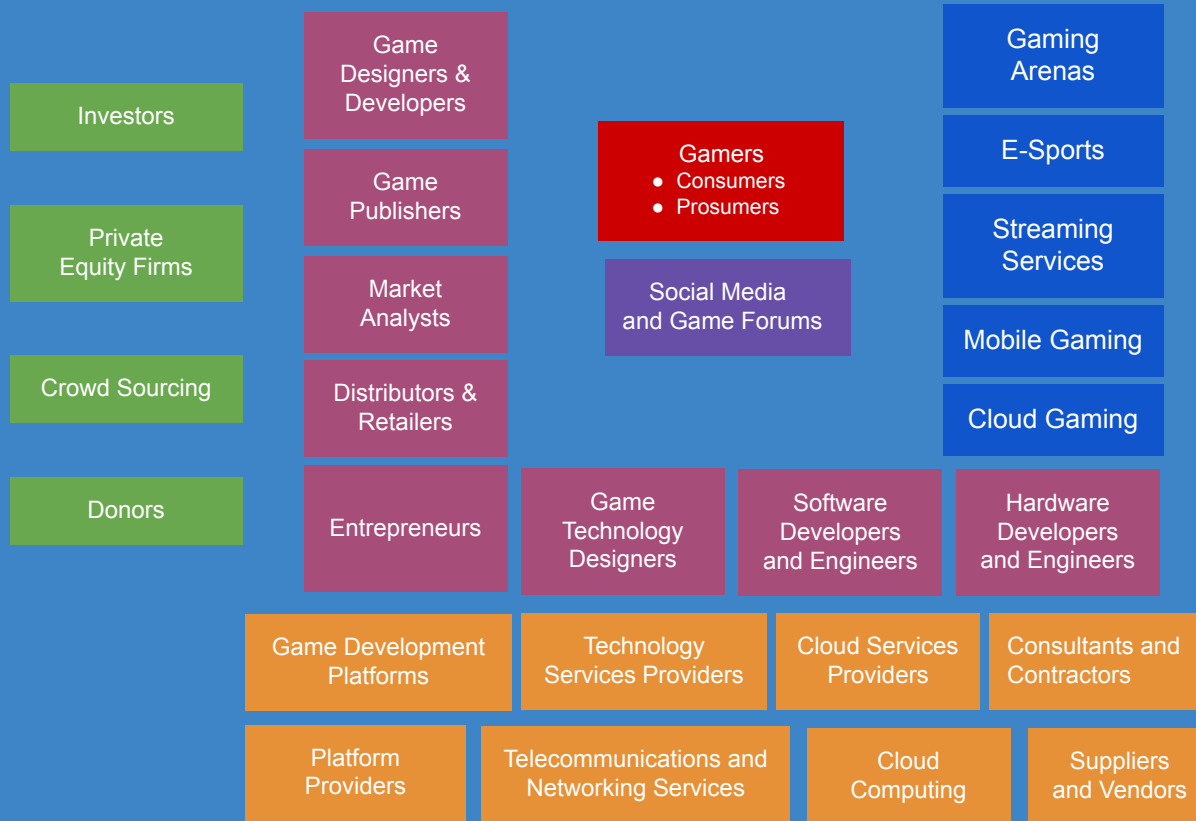 Investors
Private
Equity Firms
Crowd Sourcing
Donors
Game
Designers &
Developers
Game
Publishers
Market
Analysts
Distributors &
Retailers
Entrepreneurs
Gamers
● Consumers
● Prosumers
Social Media
and Game Forums
Gaming
Arenas
E-Sports
Streaming
Services
Mobile Gaming
Cloud Gaming
Game
Technology
Designers
Software
Developers
and Engineers
Hardware
Developers
and Engineers
Game Development
Platforms
Technology
Services Providers
Cloud Services
Providers
Consultants and
Contractors
Platform
Providers
Telecommunications and
Networking Services
Cloud
Computing
Suppliers
and Vendors